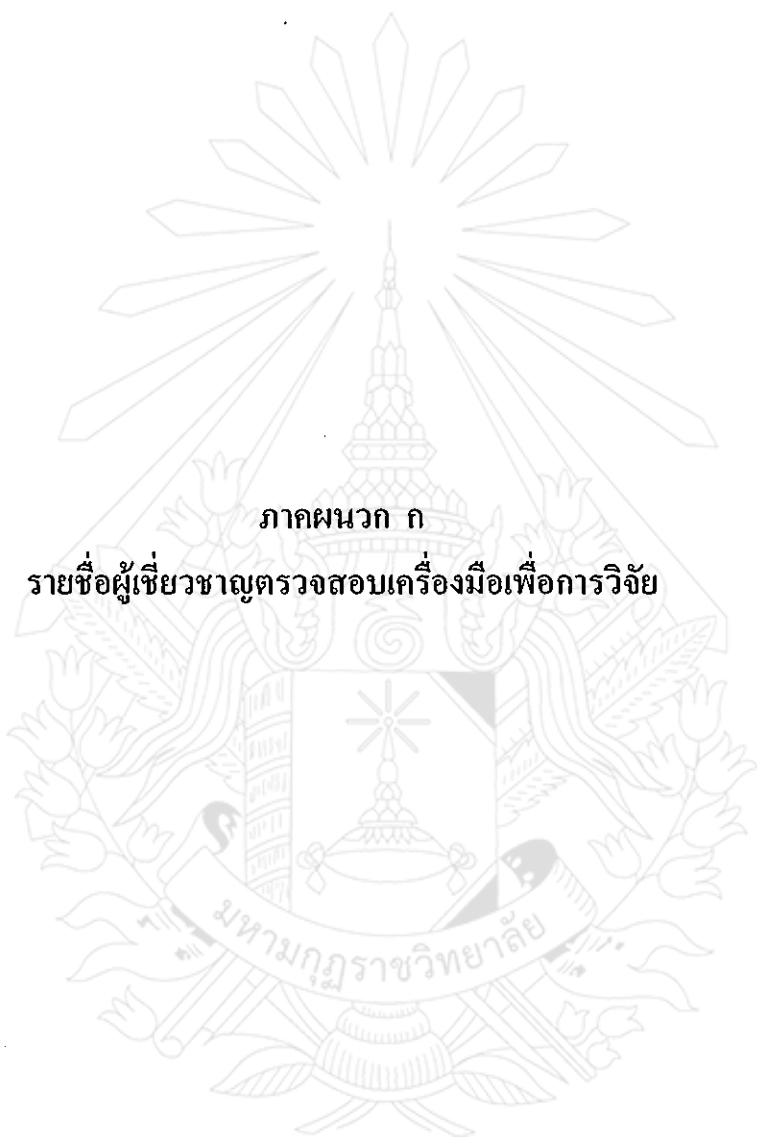 ภาคผนวก ก
รายชื่อผู้เชี่ยวชาญตรวจสอบเครื่องมือเพื่อการวิจัย
มหามกุฏราชวิทยาลัย